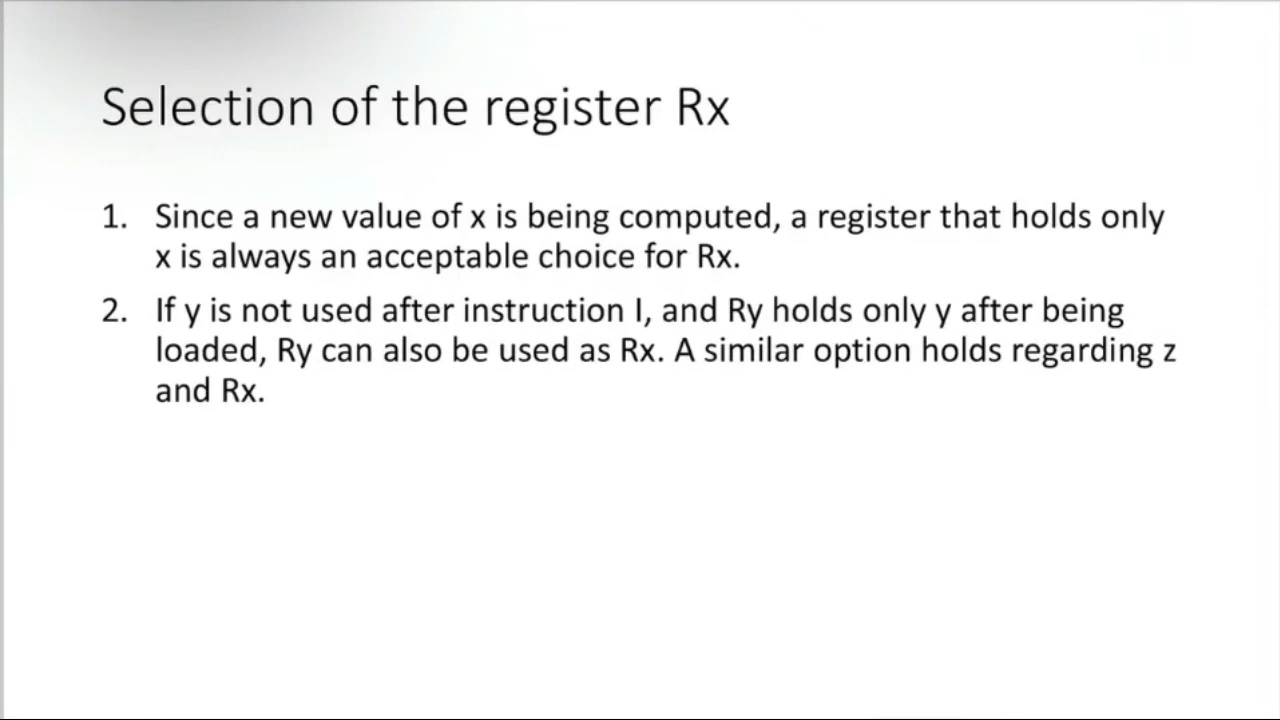 Selection of the register Rx
1. Since a new value of x is being computed, a register that holds only
x is always an acceptable choice for Rx.
2. If y is not used after instruction I, and Ry holds only y after being
loaded, Ry can also be used as Rx. A similar option holds regarding z
and Rx.